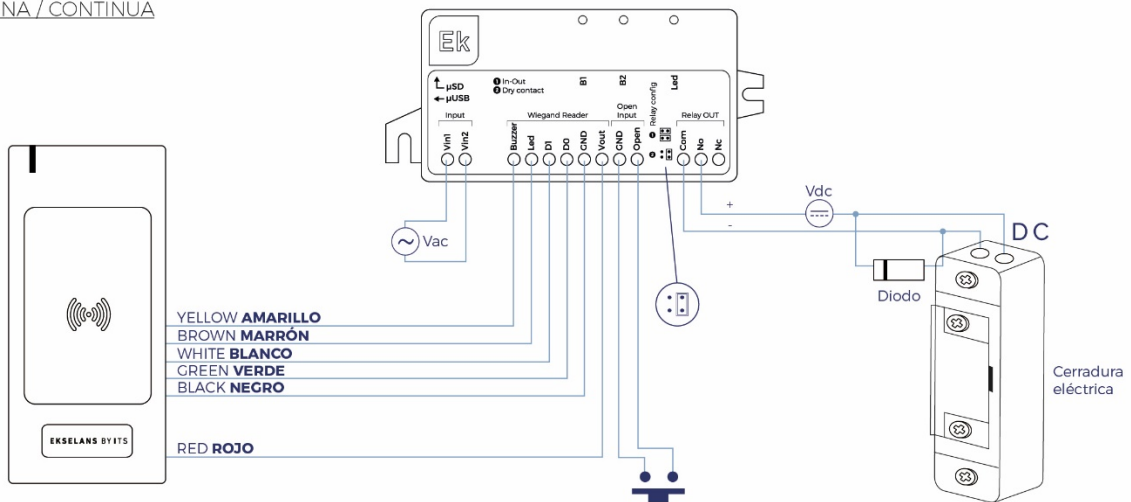 NA / CONTINUA
Ek
µSD
µUSB
1 In-Out
2 Dry contact
B1
B2
Relay config
Led
Input
Wiegand Reader
Open Input
Relay OUT
Vin1
Vin2
Buzzer
Led
D1
D0
GND
Vout
GND
Open
1
2
Com
No
Nc
Vac
+
-
Vdc
DC
Diodo
Cerradura
eléctrica
YELLOW AMARILLO
BROWN MARRÓN
WHITE BLANCO
GREEN VERDE
BLACK NEGRO
RED ROJO
EKSELANS BY ITS